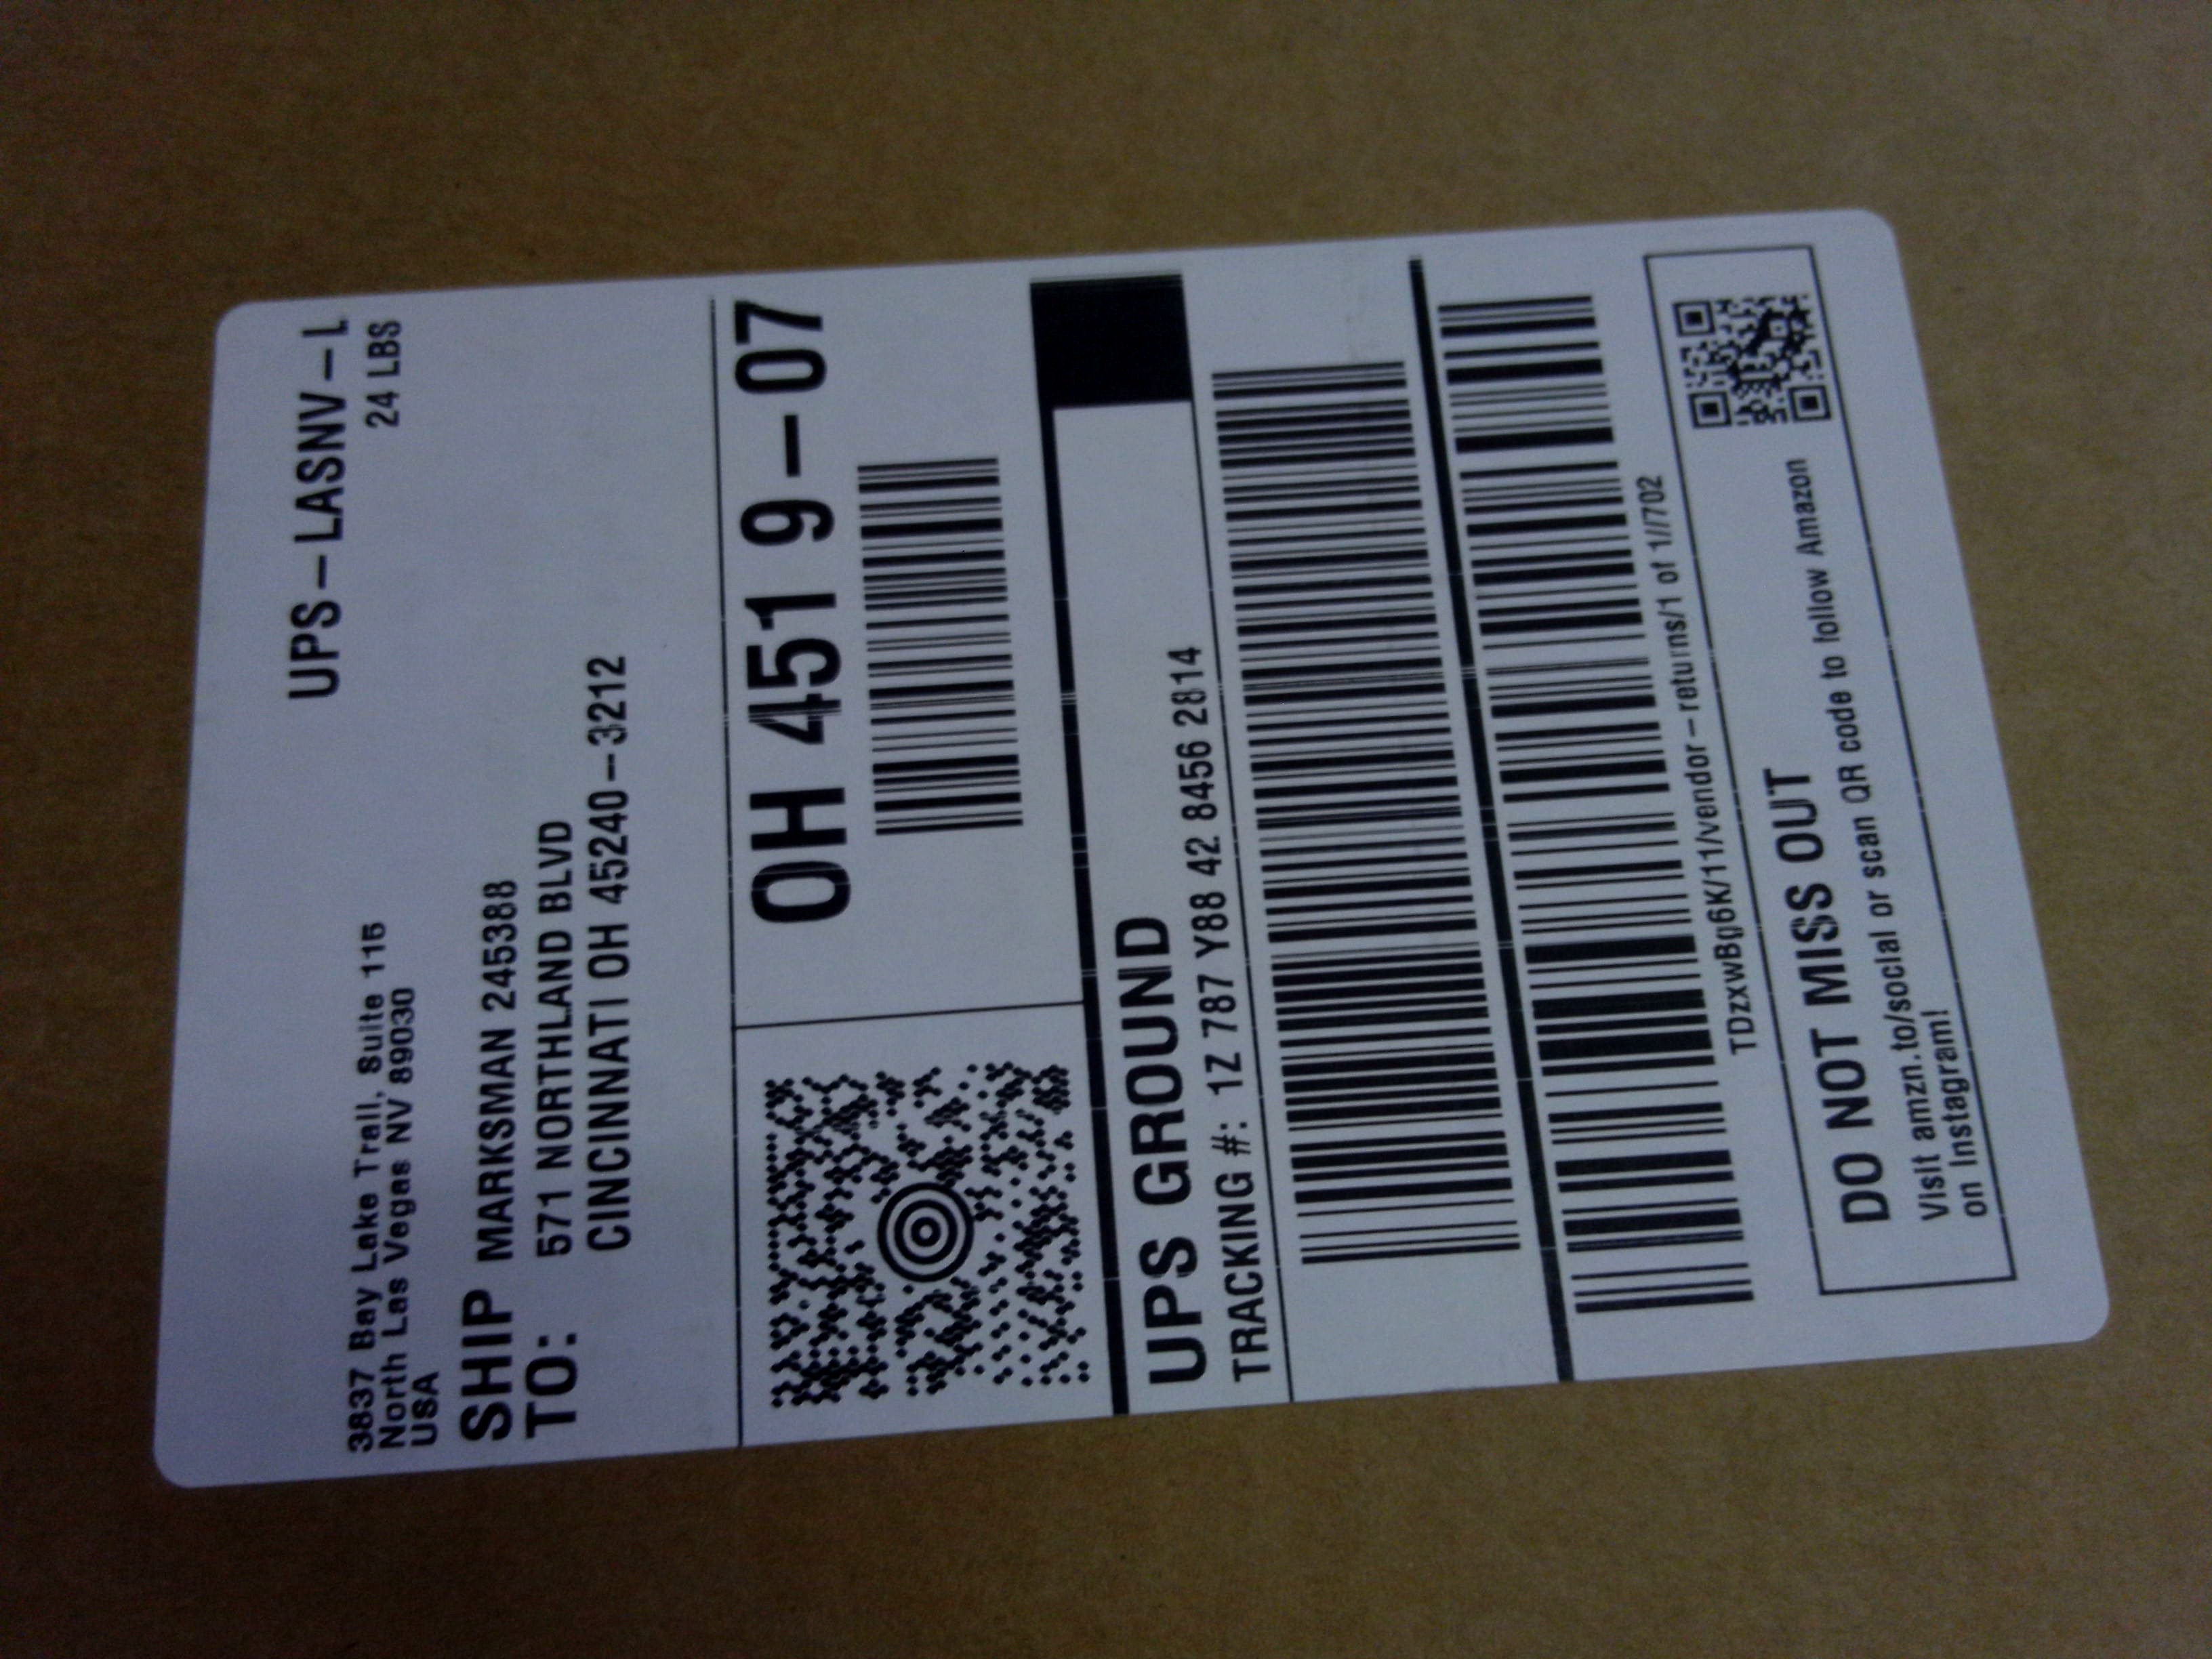 UPS-LASNV-L
24 LBS
3837 Bay Lake Trail, Suite 115
North Las Vegas NV 89030
USA
SHIP TO: MARKSMAN 245388
571 NORTHLAND BLVD
CINCINNATI OH 45240-3212
OH 451 9-07
UPS GROUND
TRACKING #: 1Z 787 Y88 42 8456 2814
TDzxwBg6K/11/vendor-returns/1 of 1/702
DO NOT MISS OUT
Visit amzn.to/social or scan QR code to follow Amazon
on Instagram!